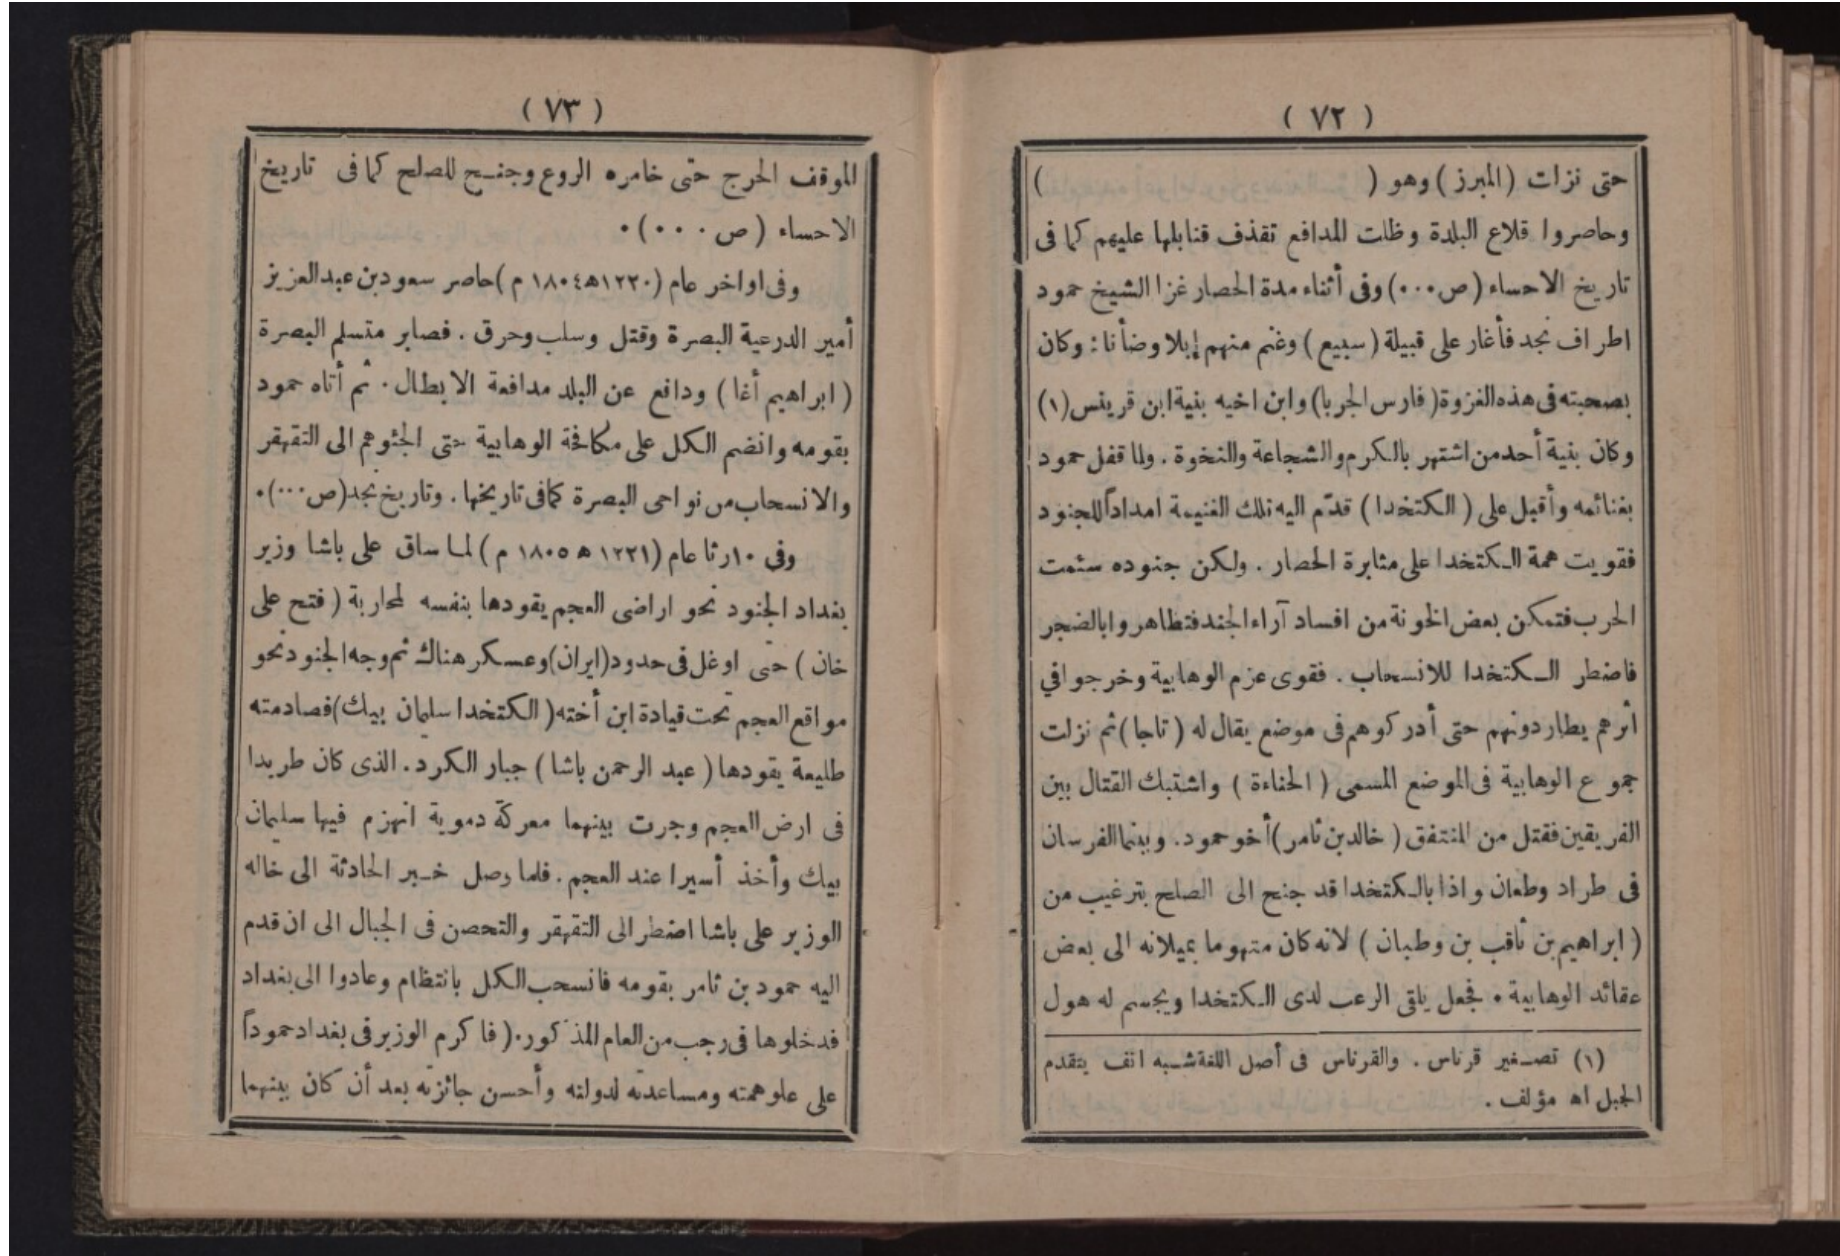 ( ٧٢ )
حتى نزات ( المبرز ) وهو (                    )
وحاصروا قلاع البلدة وظات المدافع تقذف قنابلها عليهم كما فى
تاريخ الاحساء ( ص٠٠٠) وفى أثناء مدة الحصار غزا الشيخ حمود
اطراف نجد فأغار على قبيلة ( سبيع ) وغنم منهم إبلا وضأنا : وكان
بصحبته فى هذه الغزوة ( فارس الجربا) وابن اخيه بنية ابن قرينس (١)
وكان بنية أحد من اشتهر بالكرم والشجاعة والنخوة . ولما قفل حمود
بغنائمه وأقبل على ( الكتخدا ) قدّم اليه تلك الغنيمة امداداً للجنود
فقويت همة الكتخدا على مثابرة الحصار . ولكن جنوده سئمت
الحرب فتمكن بعض الخونة من افساد آراء الجند فتظاهروا بالضجر
فاضطر الكتخدا للانسحاب . فقوى عزم الوهابية وخرجوا في
أثرهم يطاردونهم حتى أدركوهم فى موضع يقال له ( تاجا ) ثم نزلت
جموع الوهابية فى الموضع المسمى ( الحناءة ) واشتبك القتال بين
الفريقين فقتل من المنتفق ( خالد بن ثامر ) أخو حمود . وبينما الفرسان
فى طراد وطعان واذا بالكتخدا قد جنح الى الصلح بترغيب من
( ابراهيم بن ثاقب بن وطبان ) لانه كان متهوما بميلانه الى بعض
عقائد الوهابية ٠ فجعل ياقى الرعب لدى الكتخدا ويجسم له هول
(١) تصغير قرناس . والقرناس فى أصل اللغة شبه انف يتقدم
الجبل اه مؤلف .
( ٧٣ )
الموقف الحرج حتى خامره الروع وجنح للصلح كما فى تاريخ
الاحساء ( ص ٠٠٠) ٠
وفى اواخر عام (١٢٢٠ه ١٨٠٤ م ) حاصر سعود بن عبد العزيز
أمير الدرعية البصرة وقتل وسلب وحرق . فصابر متسلم البصرة
( ابراهيم أغا ) ودافع عن البلد مدافعة الابطال ٠ ثم أتاه حمود
بقومه وانضم الكل على مكافحة الوهابية حتى الجئوهم الى التقهقر
والانسحاب من نواحى البصرة كما فى تاريخها . وتاريخ نجد (ص٠٠٠)٠
وفي ١٠ رثا عام (١٢٢١ ه ١٨٠٥ م ) لما ساق على باشا وزير
بغداد الجنود نحو اراضى العجم يقودها بنفسه لمحاربة ( فتح على
خان ) حتى اوغل فى حدود (ايران) وعسكر هناك ثم وجه الجنود نحو
مواقع العجم تحت قيادة ابن أخته ( الكتخدا سليمان بيك ) فصادمته
طليعة يقودها ( عبد الرحمن باشا ) جبار الكرد . الذى كان طريدا
فى ارض العجم وجرت بينهما معركة دموية انهزم فيها سليمان
بيك وأخذ أسيرا عند العجم . فلما وصل خبر الحادثة الى خاله
الوزير على باشا اضطر الى التقهقر والتحصن فى الجبال الى ان قدم
اليه حمود بن ثامر بقومه فانسحب الكل بانتظام وعادوا الى بغداد
فدخلوها فى رجب من العام المذكور ٠( فاكرم الوزير فى بغداد حموداً
على علو همته ومساعدته لدولته وأحسن جائزته بعد أن كان بينهما